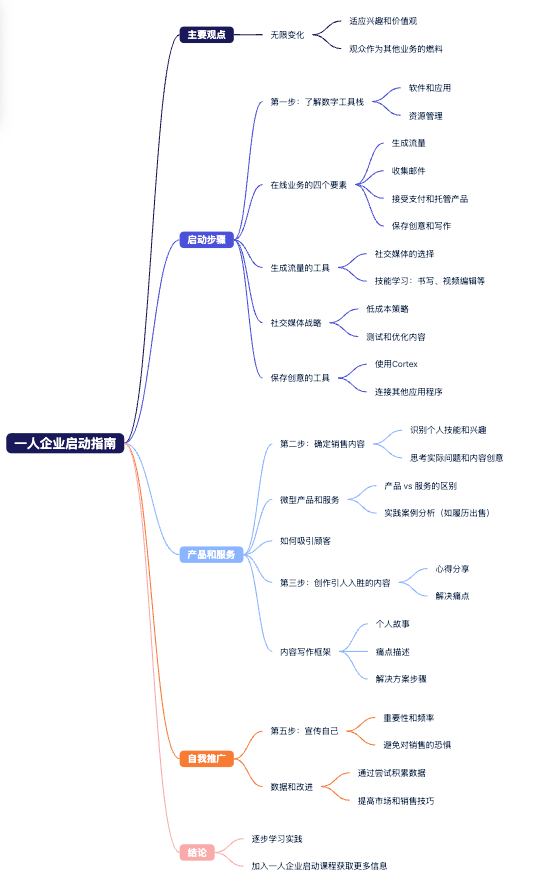 一人企业启动指南
主要观点
无限变化
适应兴趣和价值观
观众作为其他业务的燃料
启动步骤
第一步：了解数字工具栈
软件和应用
资源管理
在线业务的四个要素
生成流量
收集邮件
接受支付和托管产品
保存创意和写作
生成流量的工具
社交媒体的选择
技能学习：书写、视频编辑等
社交媒体战略
低成本策略
测试和优化内容
保存创意的工具
使用Cortex
连接其他应用程序
产品和服务
第二步：确定销售内容
识别个人技能和兴趣
思考实际问题和内容创意
微型产品和服务
产品 vs 服务的区别
实践案例分析（如履历出售）
如何吸引顾客
第三步：创作引人入胜的内容
心得分享
解决痛点
内容写作框架
个人故事
痛点描述
解决方案步骤
自我推广
第五步：宣传自己
重要性和频率
避免对销售的恐惧
数据和改进
通过尝试积累数据
提高市场和销售技巧
结论
逐步学习实践
加入一人企业启动课程获取更多信息